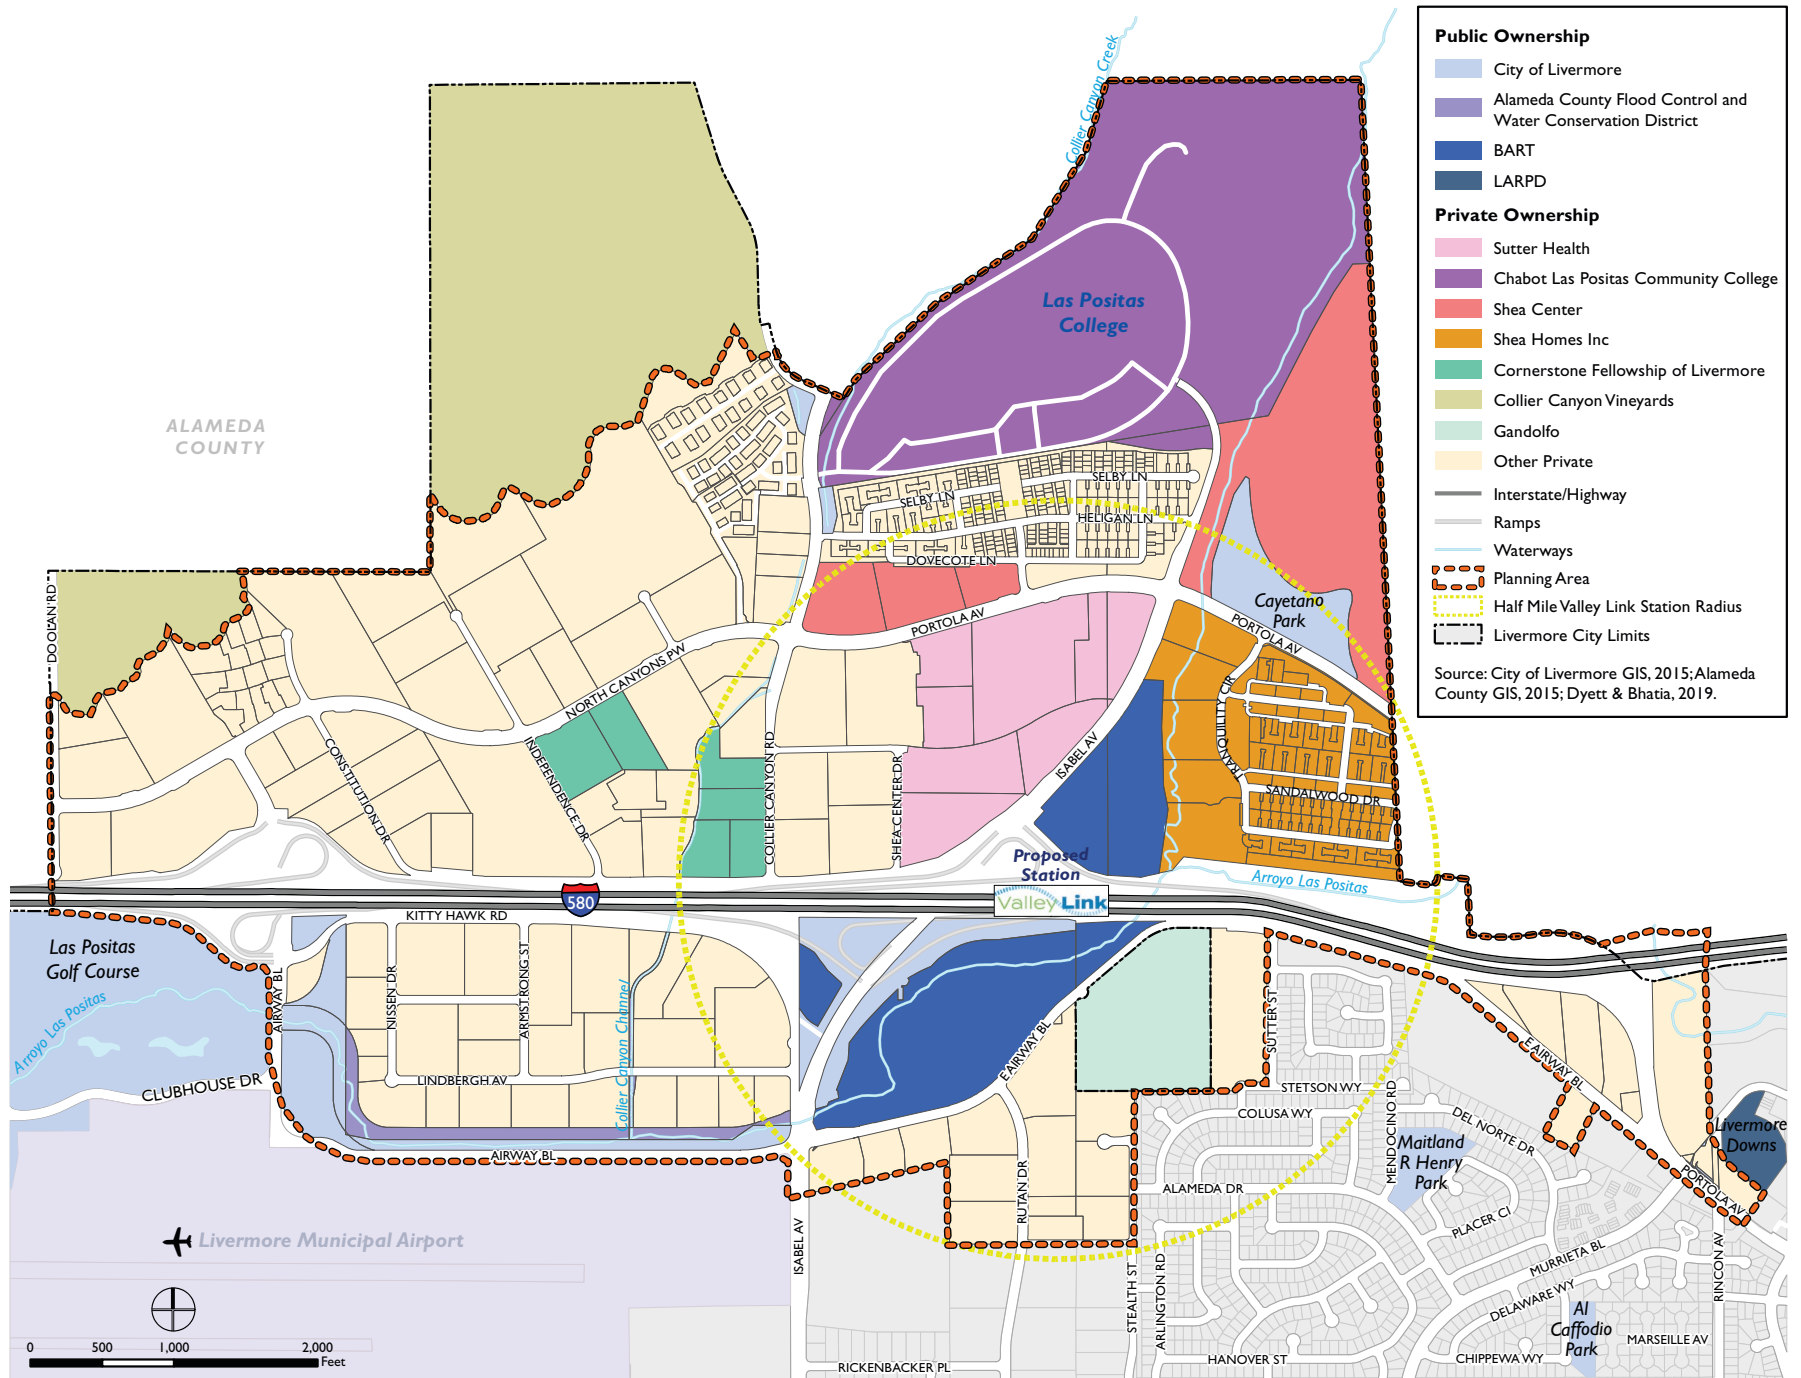 Public Ownership
City of Livermore
Alameda County Flood Control and
Water Conservation District
BART
LARPD
Private Ownership
Sutter Health
Chabot Las Positas Community College
Shea Center
Shea Homes Inc
Cornerstone Fellowship of Livermore
Collier Canyon Vineyards
Gandolfo
Other Private
Interstate/Highway
Ramps
Waterways
Planning Area
Half Mile Valley Link Station Radius
Livermore City Limits
Source: City of Livermore GIS, 2015; Alameda
County GIS, 2015; Dyett & Bhatia, 2019.
Collier Canyon Creek
Las Positas
College
ALAMEDA
COUNTY
SELBY LN
SELBY LN
HELIGAN LN
DOVECOTE LN
DOOLAN RD
Cayetano
Park
PORTOLA AV
PORTOLA AV
NORTH CANYONS PW
TRANQUILITY CIR
CONSTITUTION DR
INDEPENDENCE DR
COLLIER CANYON RD
SHEA CENTER DR
ISABEL AV
SANDALWOOD DR
Proposed
Station
Valley Link
Arroyo Las Positas
580
KITTY HAWK RD
Las Positas
Golf Course
Arroyo Las Positas
AIRWAY BL
NISSEN DR
ARMSTRONG ST
Collier Canyon Channel
LINDBERGH AV
CLUBHOUSE DR
AIRWAY BL
E AIRWAY BL
SUTTER ST
STETSON WY
COLUSA WY
MENDOCINO RD
DEL NORTE DR
E AIRWAY BL
Maitland
R Henry
Park
Livermore
Downs
PORTOLA AV
ALAMEDA DR
PLACER CI
MURRIETA BL
DELAWARE WY
RUTAN DR
ISABEL AV
STEALTH ST
ARLINGTON RD
RINCON AV
Livermore Municipal Airport
Al
Caffodio
Park
MARSEILLE AV
HANOVER ST
CHIPPEWA WY
RICKENBACKER PL
0 500 1,000 2,000
Feet